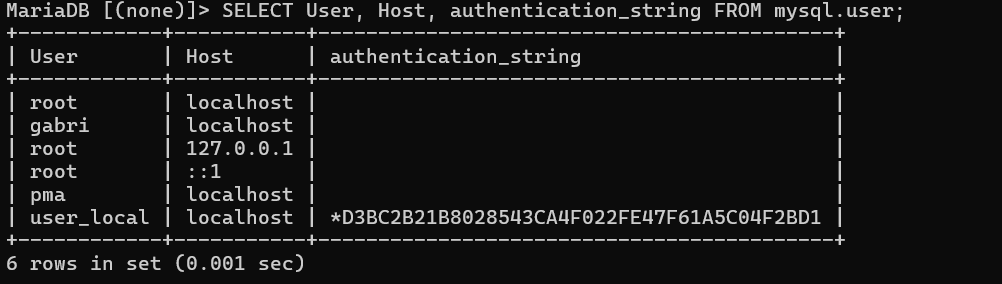 MariaDB [(none)]> SELECT User, Host, authentication_string FROM mysql.user;
+------------+-----------+-------------------------------------------+
| User       | Host      | authentication_string                     |
+------------+-----------+-------------------------------------------+
| root       | localhost |                                           |
| gabri      | localhost |                                           |
| root       | 127.0.0.1 |                                           |
| root       | ::1       |                                           |
| pma        | localhost |                                           |
| user_local | localhost | *D3BC2B21B8028543CA4F022FE47F61A5C04F2BD1 |
+------------+-----------+-------------------------------------------+
6 rows in set (0.001 sec)